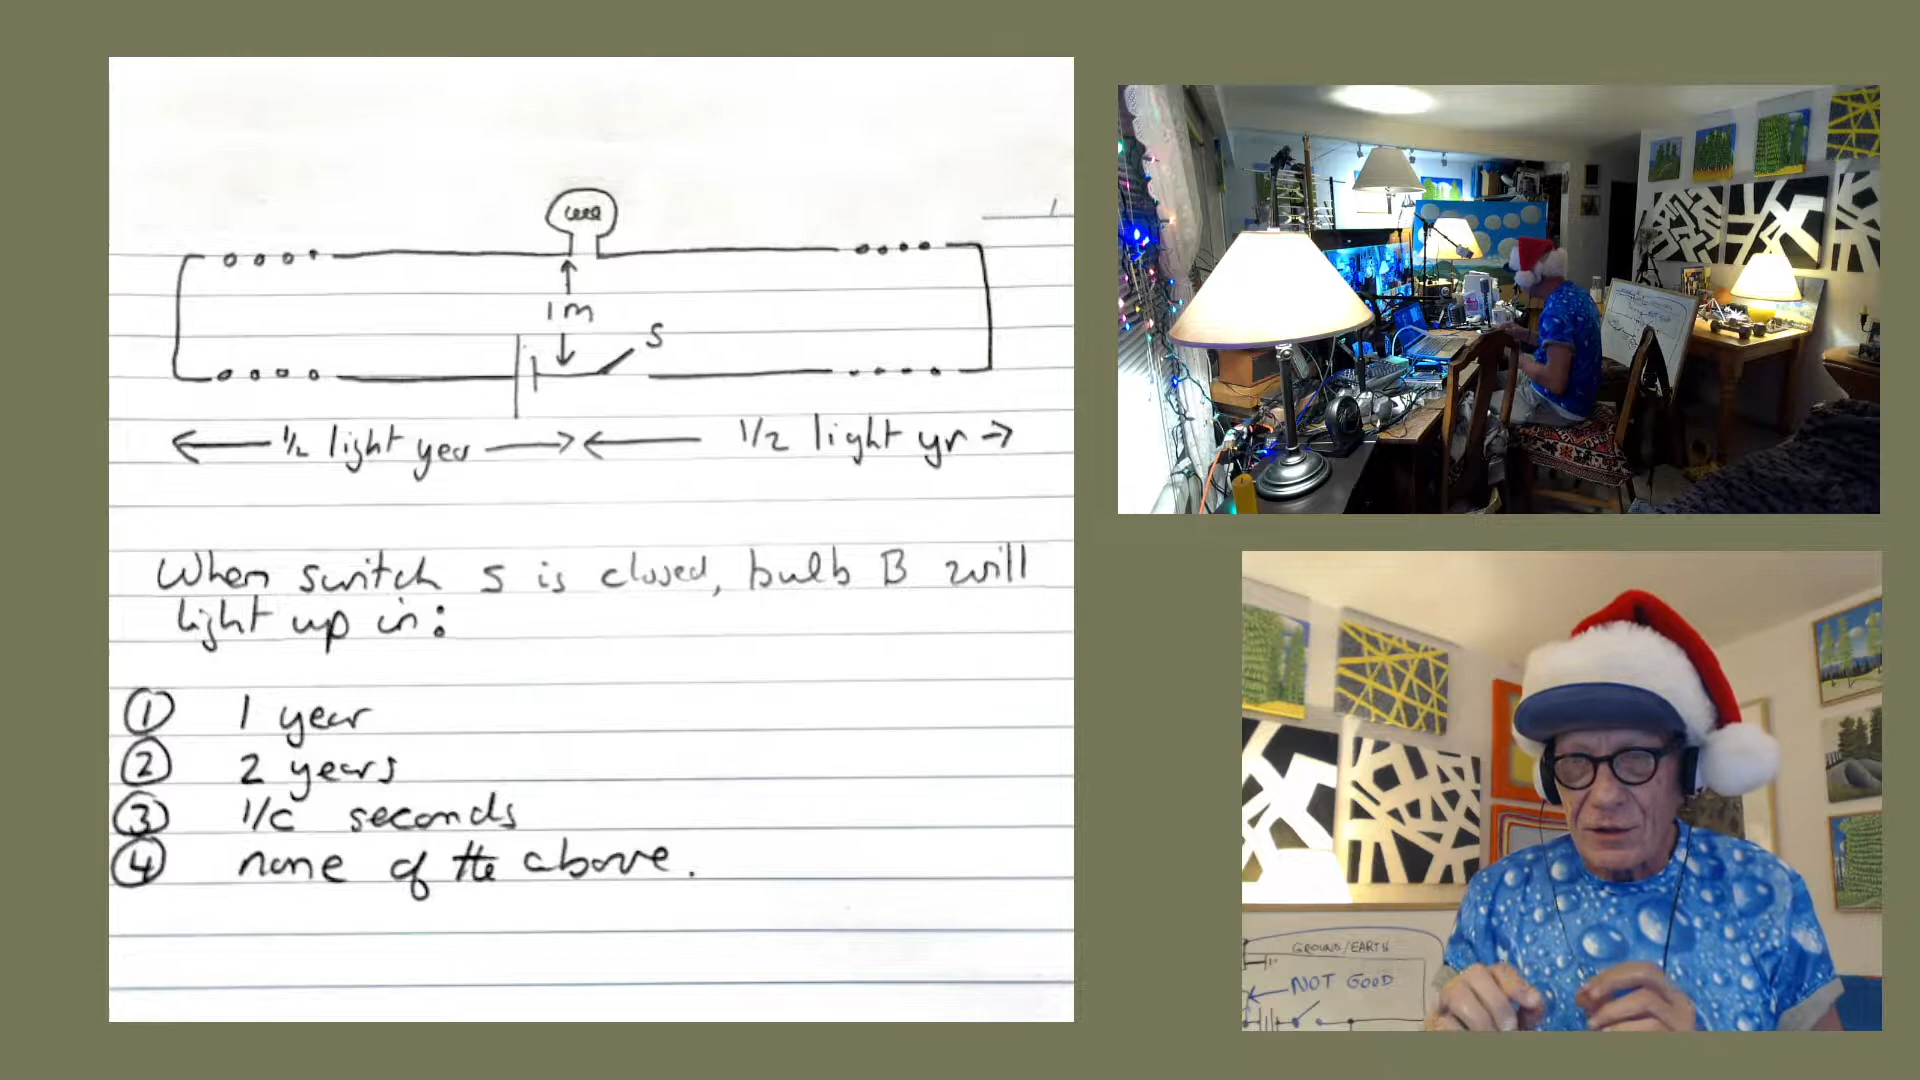 1 m
S
1/2 light year
1/2 light yr
When switch S is closed, bulb B will
light up in:
① 1 year
② 2 years
③ 1/c seconds
④ none of the above.
GROUND/EARTH
NOT GOOD